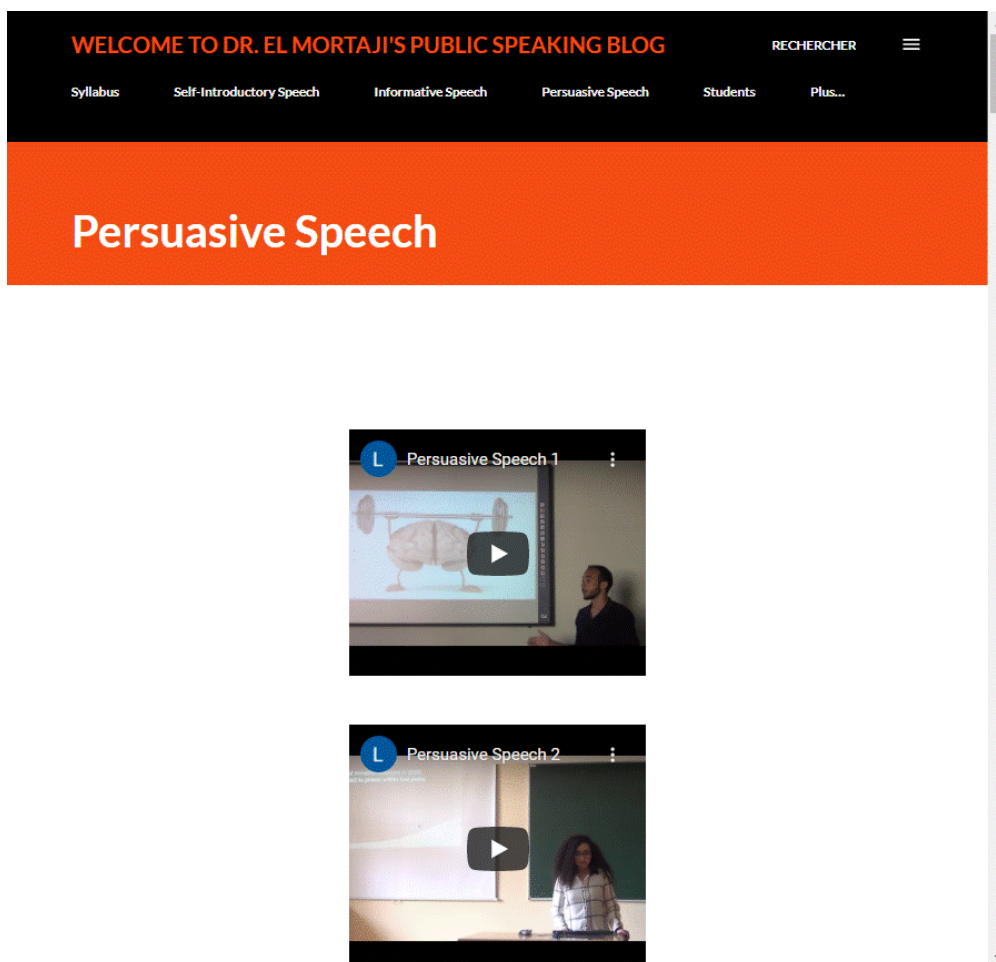 WELCOME TO DR. EL MORTAJI'S PUBLIC SPEAKING BLOG
RECHERCHER
Syllabus Self-Introductory Speech Informative Speech Persuasive Speech Students Plus...
Persuasive Speech
L Persuasive Speech 1
L Persuasive Speech 2